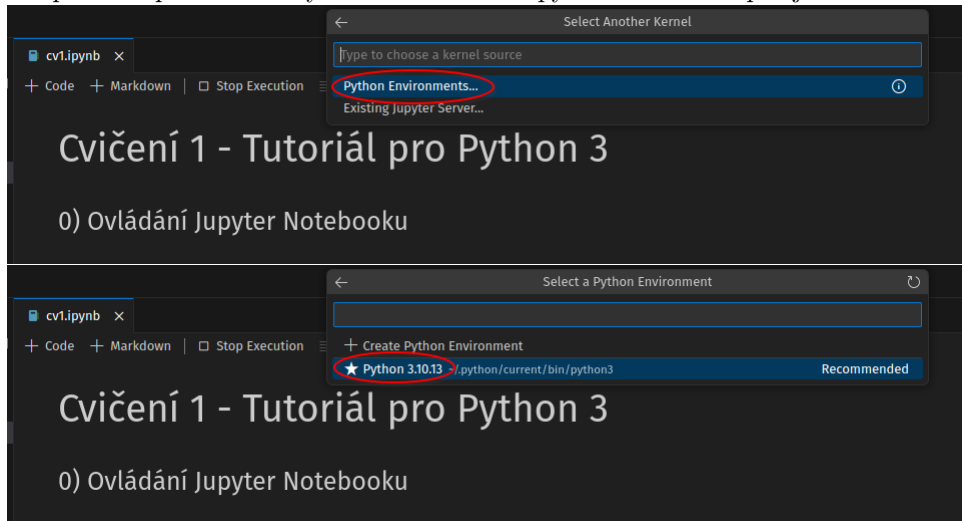 Select Another Kernel
cv1.ipynb
Type to choose a kernel source
+ Code + Markdown | Stop Execution
Python Environments...
Existing Jupyter Server...
Cvičení 1 - Tutoriál pro Python 3
0) Ovládání Jupyter Notebooku
Select a Python Environment
cv1.ipynb
+ Code + Markdown | Stop Execution
+ Create Python Environment
★ Python 3.10.13 ~/.python/current/bin/python3 Recommended
Cvičení 1 - Tutoriál pro Python 3
0) Ovládání Jupyter Notebooku